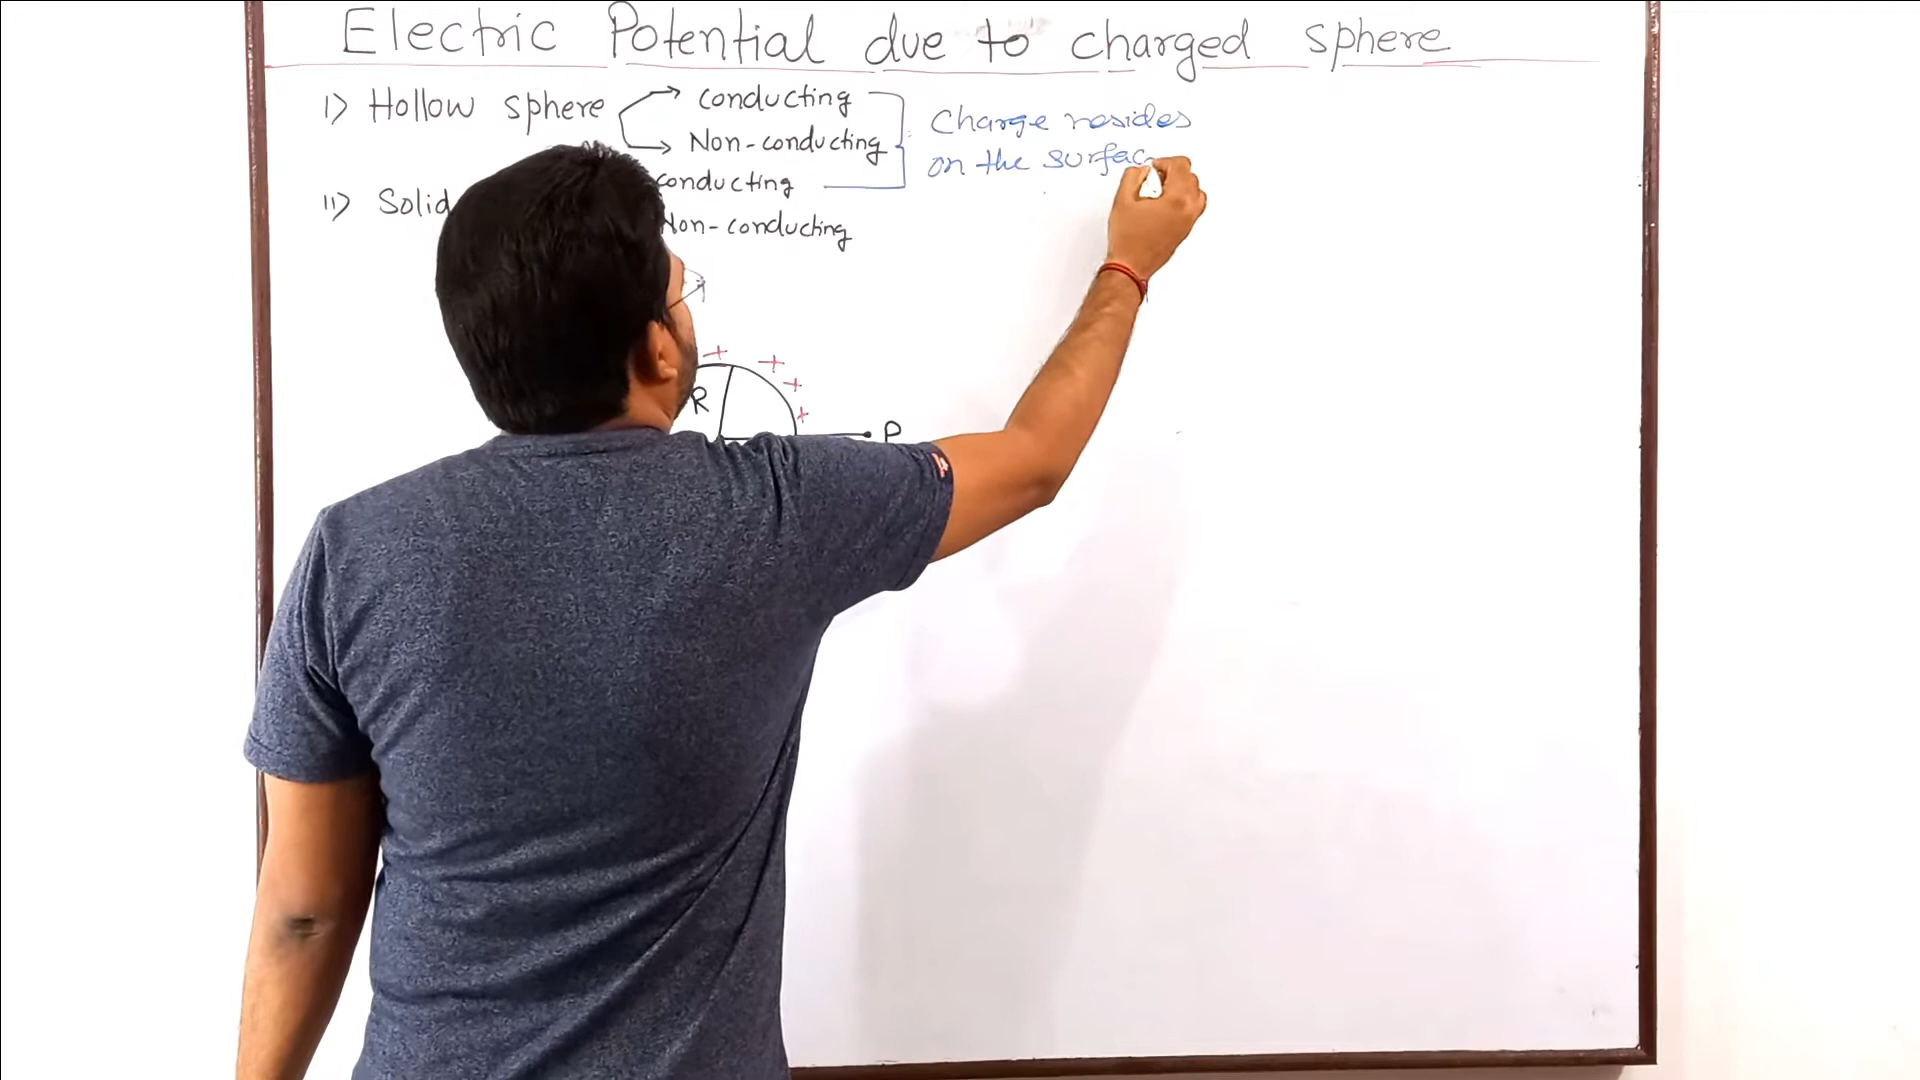 Electric Potential due to charged sphere
I) Hollow sphere
conducting
Non-conducting
Charge resides
on the surfac
II) Solid
conducting
Non-conducting
+ + + +
R
P